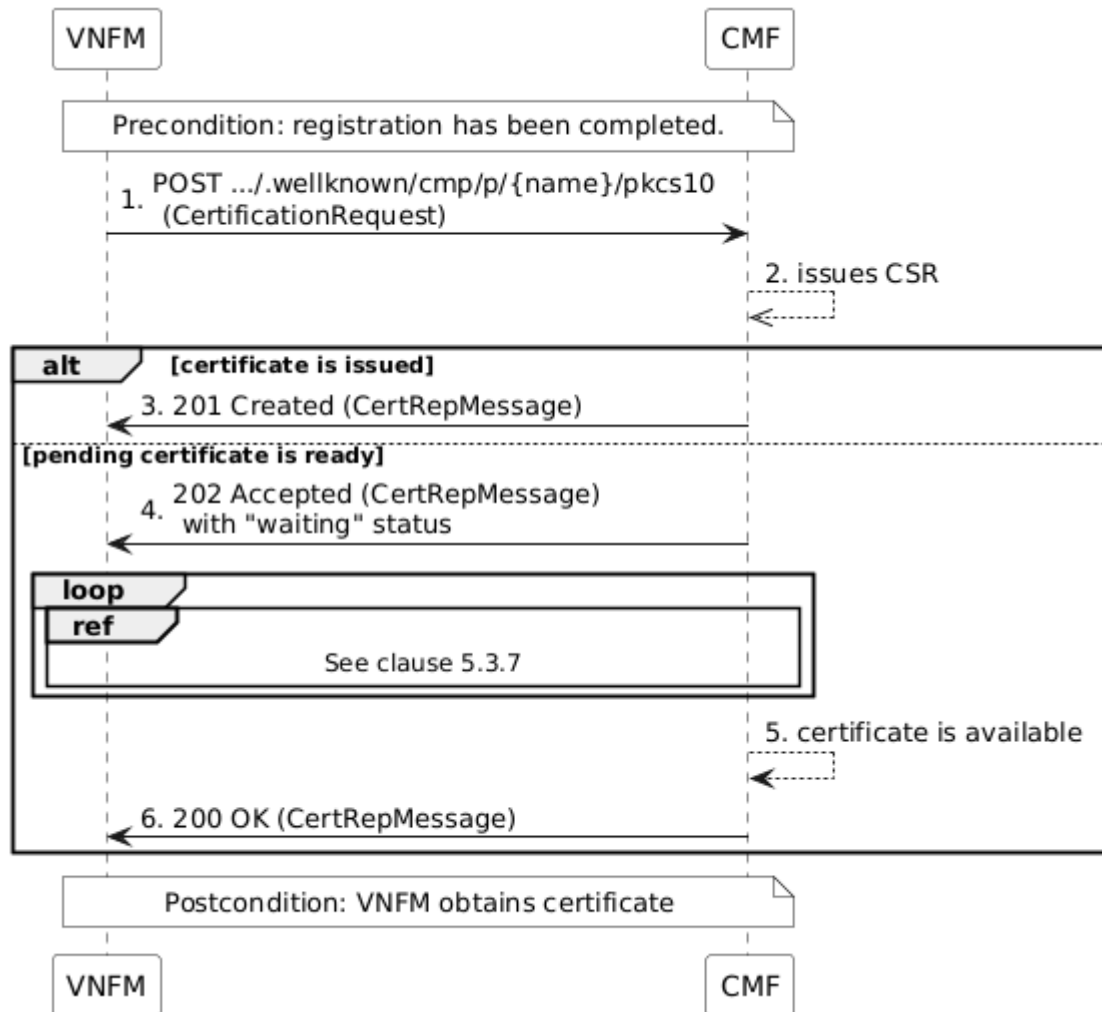 VNFM CMF
Precondition: registration has been completed.
1. POST .../.wellknown/cmp/p/{name}/pkcs10
(CertificationRequest)
2. issues CSR
alt [certificate is issued]
3. 201 Created (CertRepMessage)
[pending certificate is ready]
4. 202 Accepted (CertRepMessage)
with "waiting" status
loop
ref
See clause 5.3.7
5. certificate is available
6. 200 OK (CertRepMessage)
Postcondition: VNFM obtains certificate
VNFM CMF